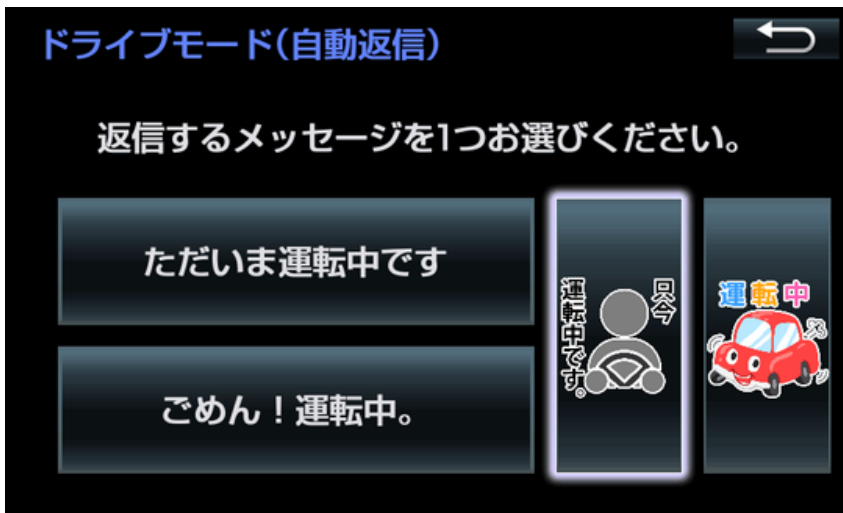 ドライブモード(自動返信)
返信するメッセージを1つお選びください。
ただいま運転中です
ごめん！運転中。
只今
運転中です。
運転中